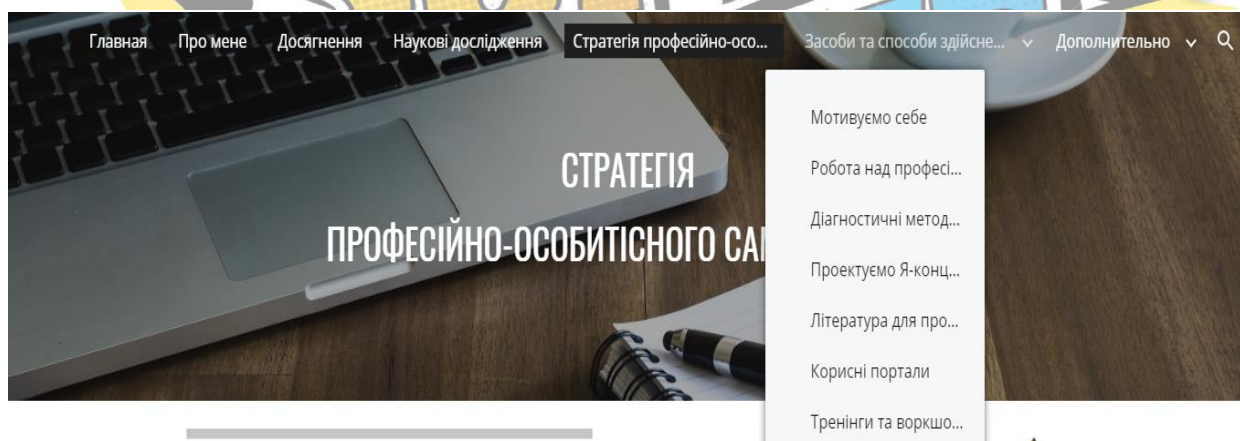 Главная Про мене Досягнення Наукові дослідження Стратегія професійно-осо... Засоби та способи здійсне... Дополнительно
Мотивуємо себе
Робота над професі...
Діагностичні метод...
Проектуємо Я-конц...
Література для про...
Корисні портали
Тренінги та воркшо...
СТРАТЕГІЯ
ПРОФЕСІЙНО-ОСОБИТІСНОГО СА